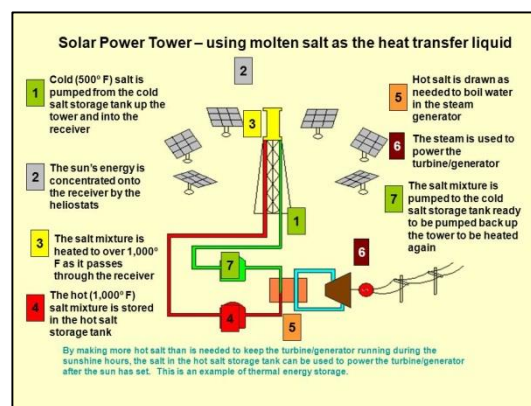 Solar Power Tower – using molten salt as the heat transfer liquid
1
Cold (500° F) salt is
pumped from the cold
salt storage tank up the
tower and into the
receiver
2
The sun's energy is
concentrated onto
the receiver by the
heliostats
3
The salt mixture is
heated to over 1,000°
F as it passes
through the receiver
4
The hot (1,000° F)
salt mixture is stored
in the hot salt
storage tank
2
3
1
7
4
5
6
5
Hot salt is drawn as
needed to boil water
in the steam
generator
6
The steam is used to
power the
turbine/generator
7
The salt mixture is
pumped to the cold
salt storage tank ready
to be pumped back up
the tower to be heated
again
By making more hot salt than is needed to keep the turbine/generator running during the
sunshine hours, the salt in the hot salt storage tank can be used to power the turbine/generator
after the sun has set. This is an example of thermal energy storage.